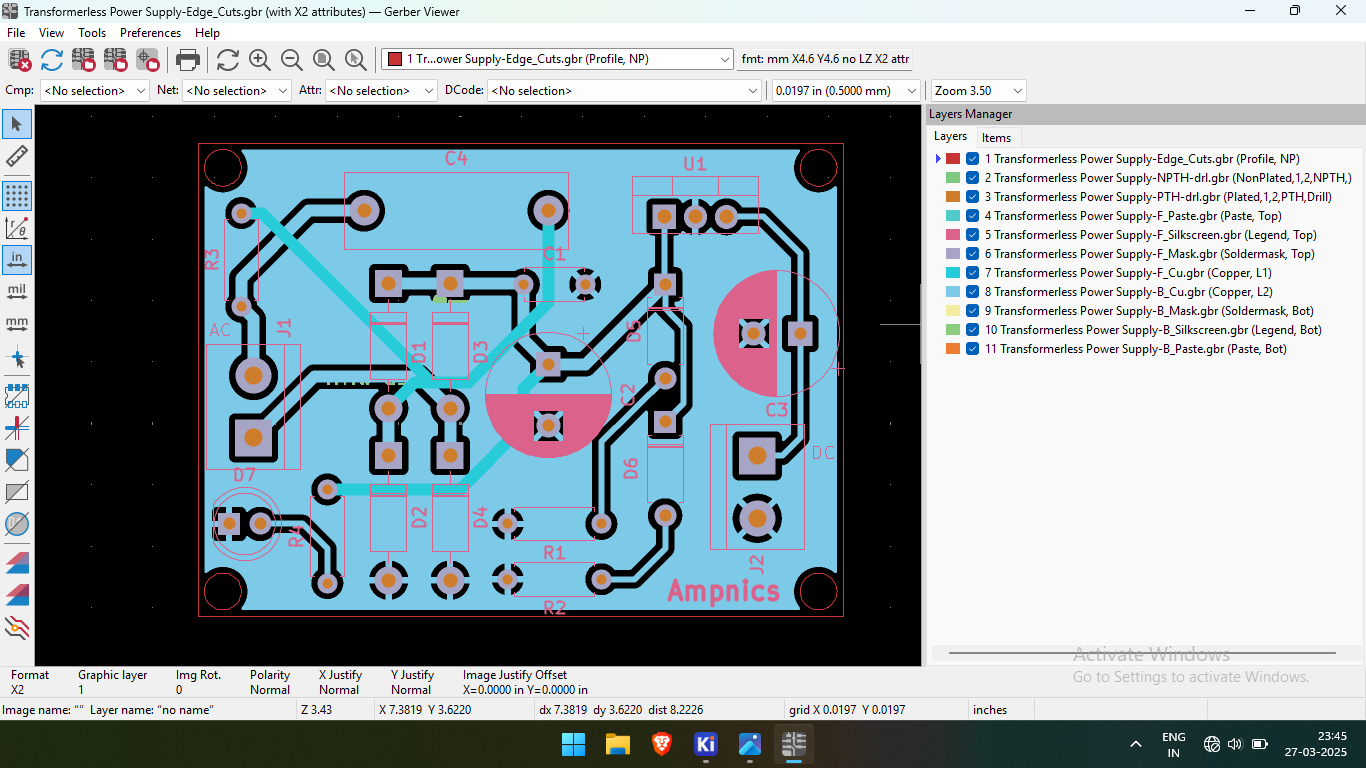 Transformerless Power Supply-Edge_Cuts.gbr (with X2 attributes) — Gerber Viewer
File View Tools Preferences Help
1 Tr...ower Supply-Edge_Cuts.gbr (Profile, NP)
fmt: mm X4.6 Y4.6 no LZ X2 attr
Cmp: <No selection> Net: <No selection> Attr: <No selection> DCode: <No selection> 0.0197 in (0.5000 mm) Zoom 3.50
in
mil
mm
C4
U1
R3
C1
AC
J1
D1
D3
D5
C2
C3
D7
D6
DC
R4
D2
D4
R1
J2
Ampnics
R2
Layers Manager
Layers Items
1 Transformerless Power Supply-Edge_Cuts.gbr (Profile, NP)
2 Transformerless Power Supply-NPTH-drl.gbr (NonPlated,1,2,NPTH,)
3 Transformerless Power Supply-PTH-drl.gbr (Plated,1,2,PTH,Drill)
4 Transformerless Power Supply-F_Paste.gbr (Paste, Top)
5 Transformerless Power Supply-F_Silkscreen.gbr (Legend, Top)
6 Transformerless Power Supply-F_Mask.gbr (Soldermask, Top)
7 Transformerless Power Supply-F_Cu.gbr (Copper, L1)
8 Transformerless Power Supply-B_Cu.gbr (Copper, L2)
9 Transformerless Power Supply-B_Mask.gbr (Soldermask, Bot)
10 Transformerless Power Supply-B_Silkscreen.gbr (Legend, Bot)
11 Transformerless Power Supply-B_Paste.gbr (Paste, Bot)
Activate Windows
Go to Settings to activate Windows.
Format Graphic layer Img Rot. Polarity X Justify Y Justify Image Justify Offset
X2 1 0 Normal Normal Normal X=0.0000 in Y=0.0000 in
Image name: "" Layer name: "no name" Z 3.43 X 7.3819 Y 3.6220 dx 7.3819 dy 3.6220 dist 8.2226 grid X 0.0197 Y 0.0197 inches
Ki
ENG
IN
23:45
27-03-2025